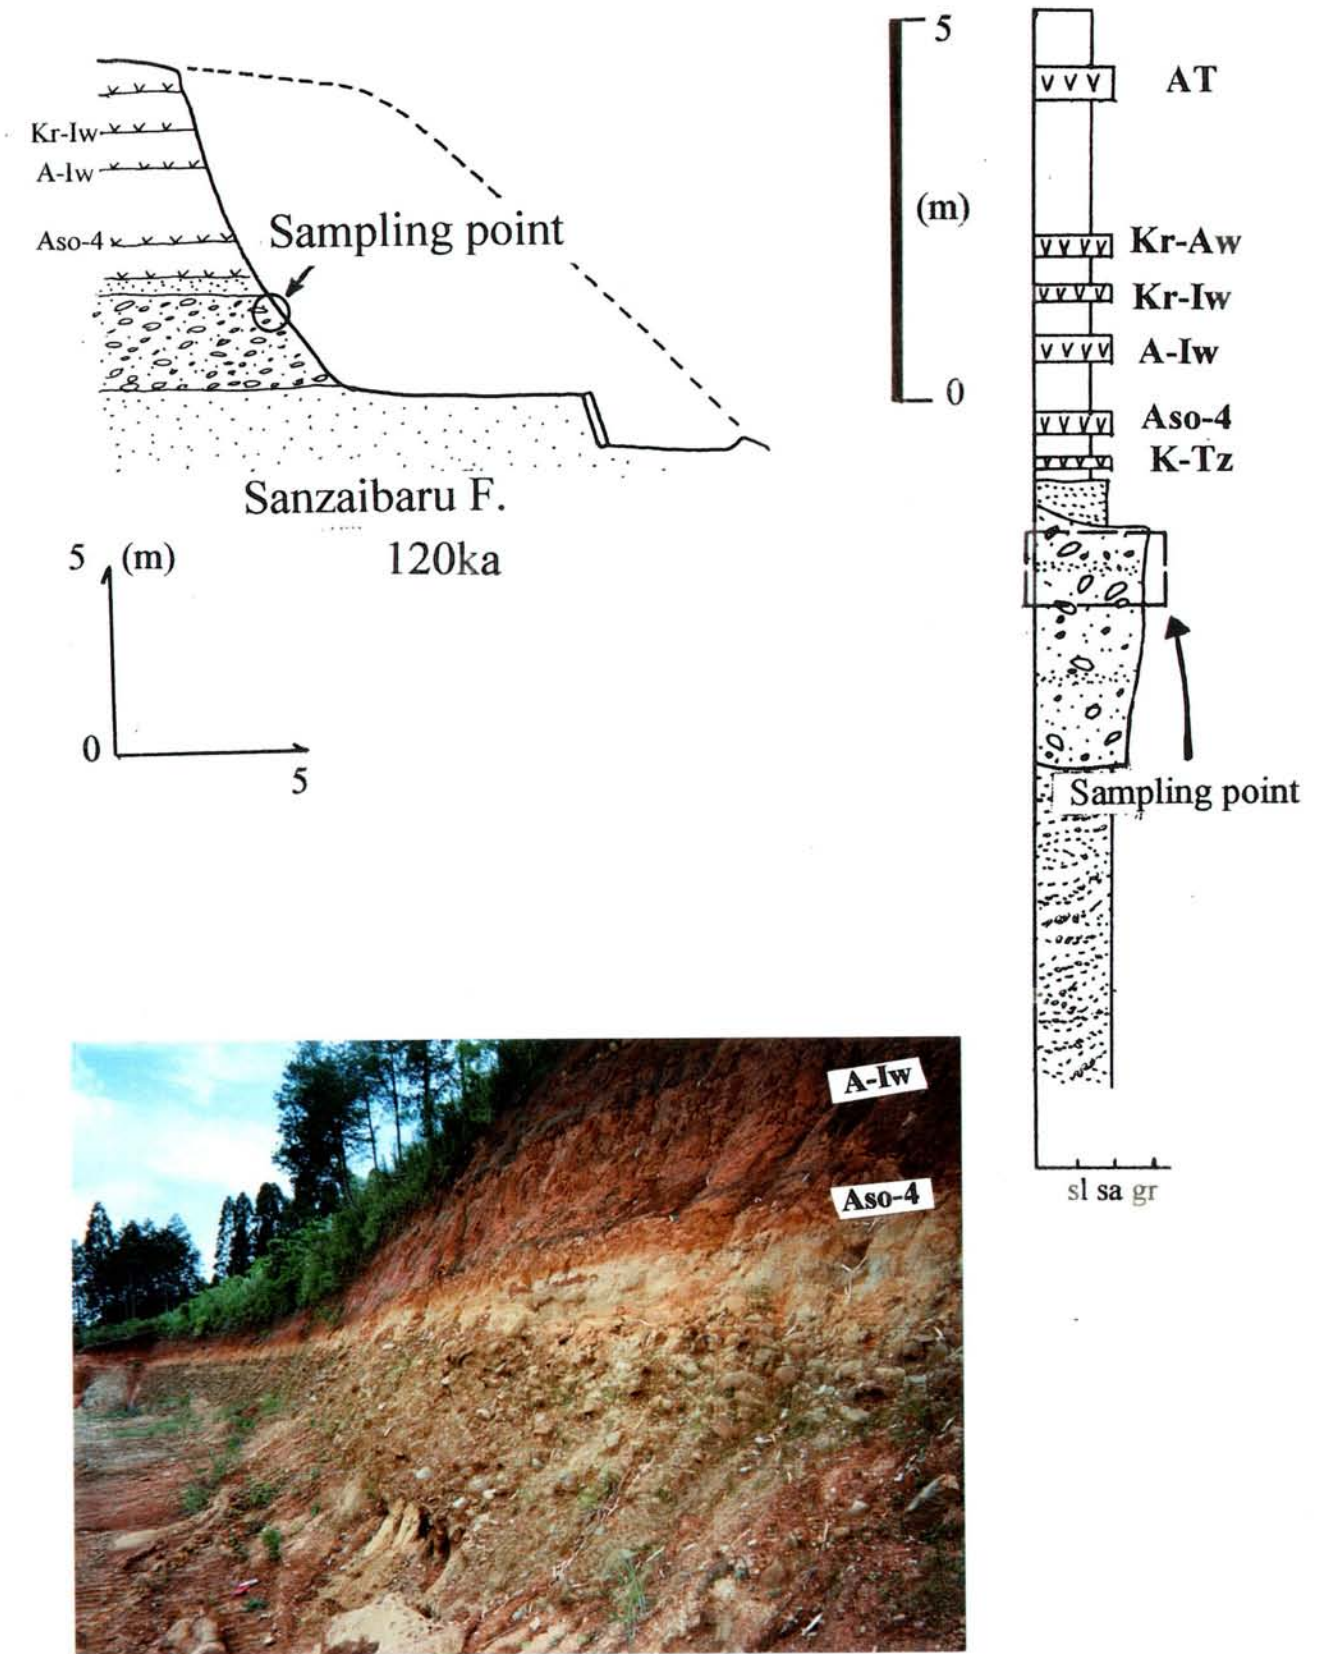 Kr-Iw
A-Iw
Aso-4
Sampling point
Sanzaibaru F.
120ka
5 (m)
0
5
5
(m)
0
AT
Kr-Aw
Kr-Iw
A-Iw
Aso-4
K-Tz
Sampling point
sl sa gr
A-Iw
Aso-4